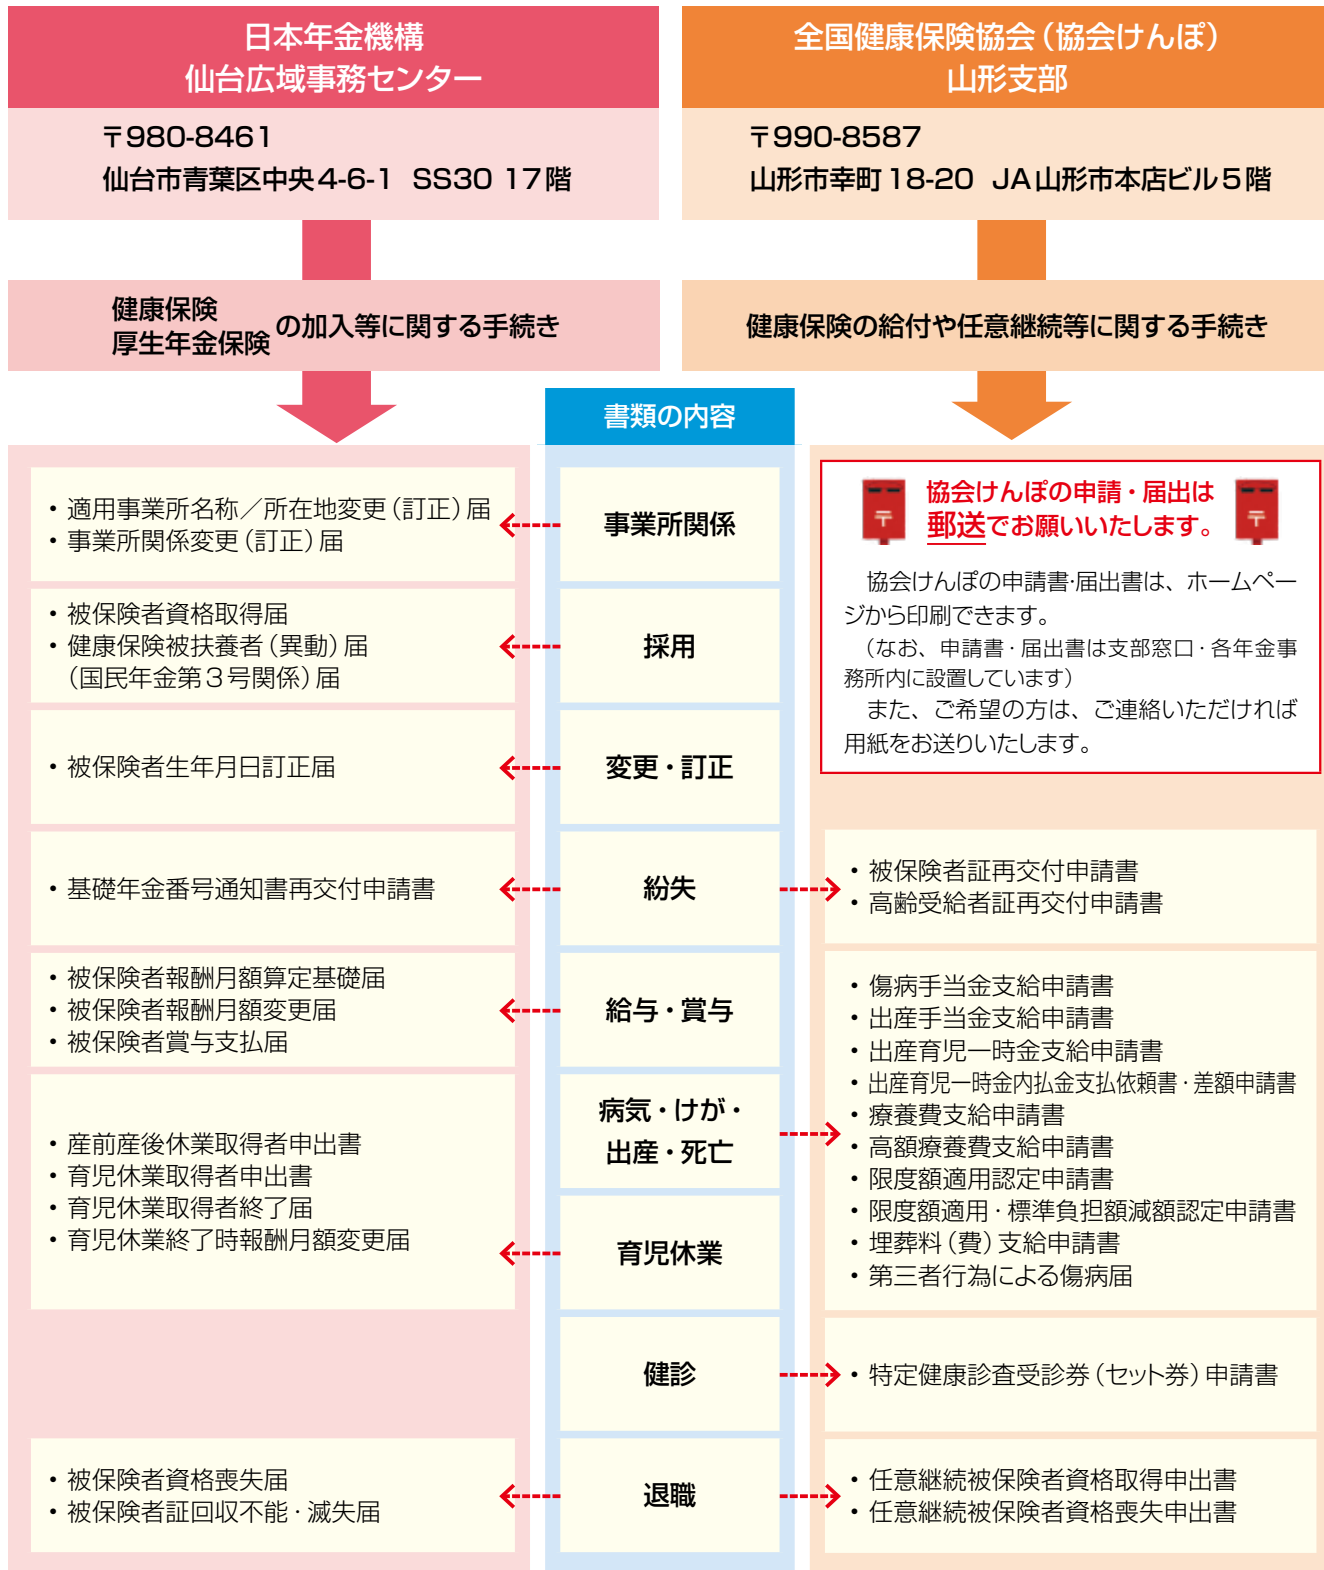 日本年金機構
仙台広域事務センター
〒980-8461
仙台市青葉区中央4-6-1 SS30 17階
健康保険
厚生年金保険
の加入等に関する手続き
全国健康保険協会（協会けんぽ）
山形支部
〒990-8587
山形市幸町18-20 JA山形市本店ビル5階
健康保険の給付や任意継続等に関する手続き
書類の内容
・適用事業所名称／所在地変更（訂正）届
・事業所関係変更（訂正）届
事業所関係
協会けんぽの申請・届出は
郵送でお願いいたします。
協会けんぽの申請書・届出書は、ホームペー
ジから印刷できます。
（なお、申請書・届出書は支部窓口・各年金事
務所内に設置しています）
また、ご希望の方は、ご連絡いただければ
用紙をお送りいたします。
・被保険者資格取得届
・健康保険被扶養者（異動）届
（国民年金第3号関係）届
採用
・被保険者生年月日訂正届
変更・訂正
・基礎年金番号通知書再交付申請書
紛失
・被保険者証再交付申請書
・高齢受給者証再交付申請書
・被保険者報酬月額算定基礎届
・被保険者報酬月額変更届
・被保険者賞与支払届
給与・賞与
病気・けが・
出産・死亡
・傷病手当金支給申請書
・出産手当金支給申請書
・出産育児一時金支給申請書
・出産育児一時金内払金支払依頼書・差額申請書
・療養費支給申請書
・高額療養費支給申請書
・限度額適用認定申請書
・限度額適用・標準負担額減額認定申請書
・埋葬料（費）支給申請書
・第三者行為による傷病届
・産前産後休業取得者申出書
・育児休業取得者申出書
・育児休業取得者終了届
・育児休業終了時報酬月額変更届
育児休業
健診
・特定健康診査受診券（セット券）申請書
・被保険者資格喪失届
・被保険者証回収不能・滅失届
退職
・任意継続被保険者資格取得申出書
・任意継続被保険者資格喪失申出書